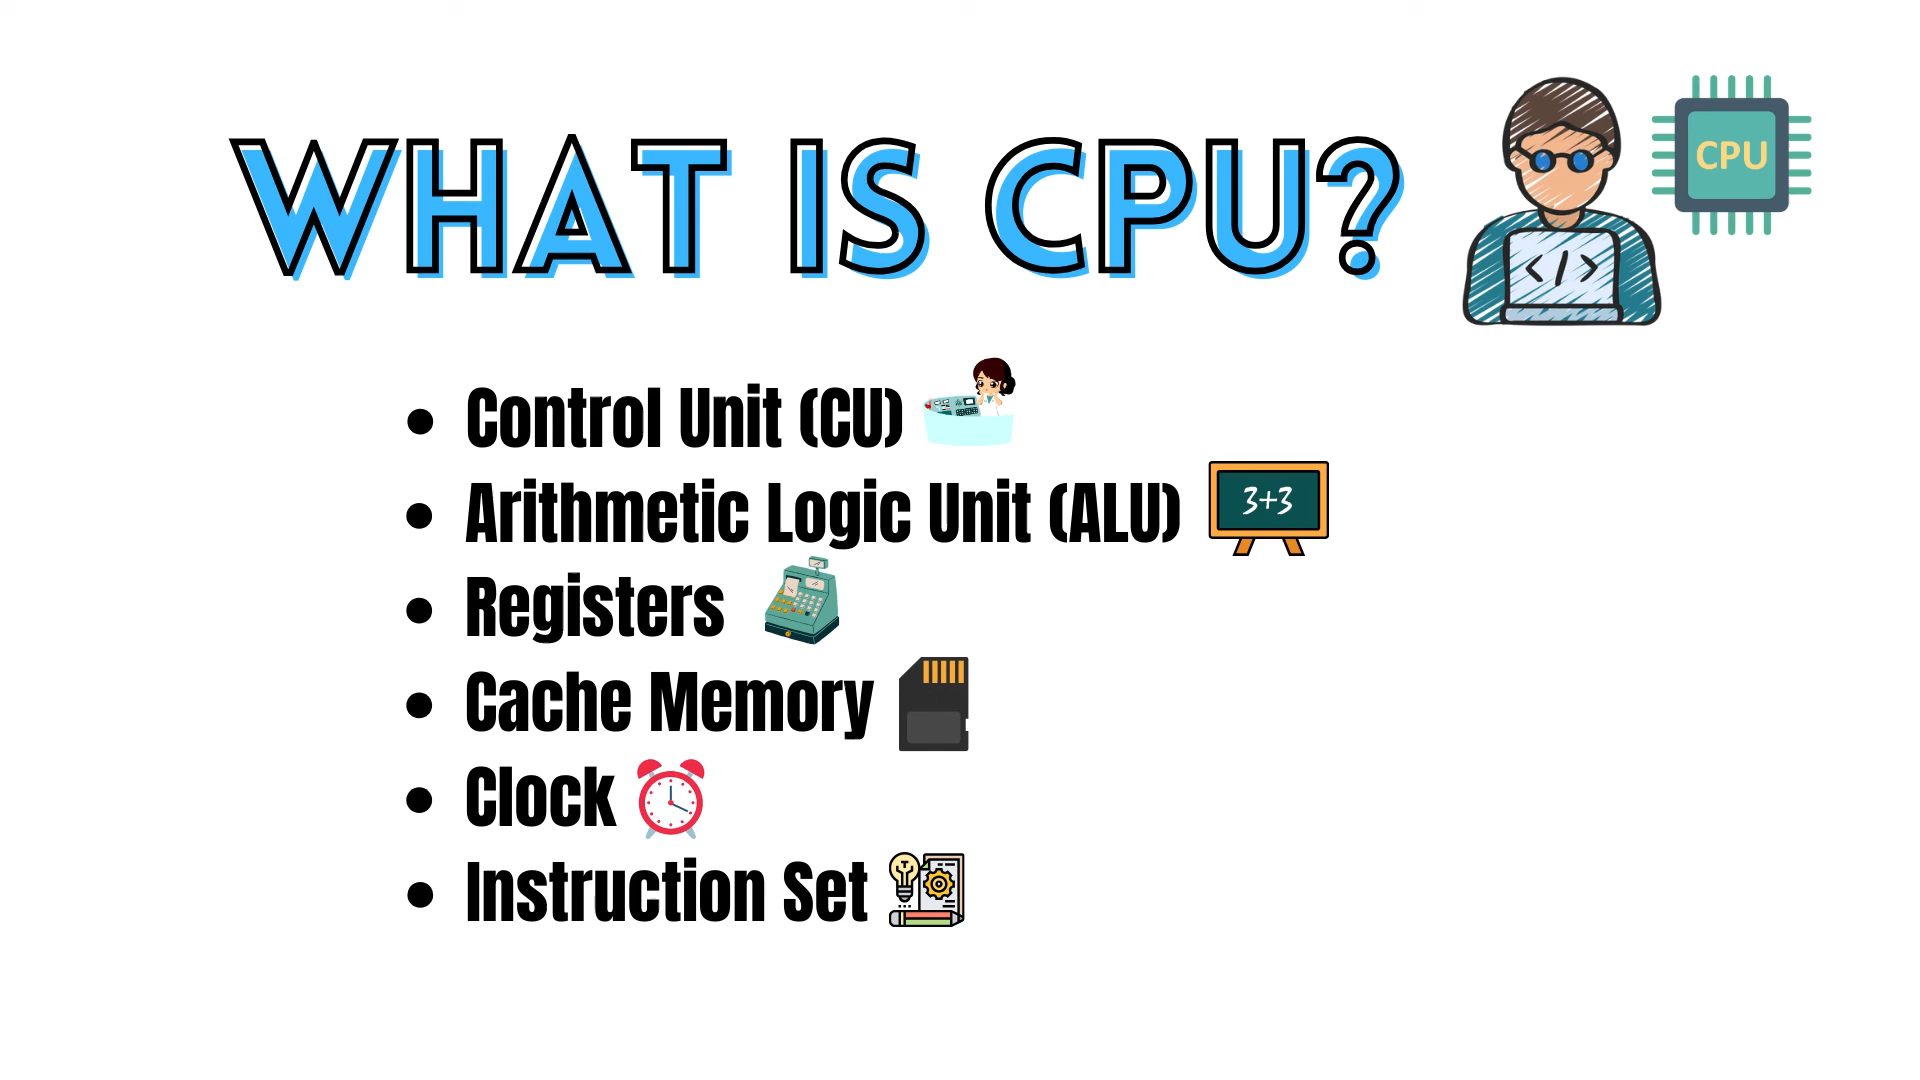 WHAT IS CPU?
CPU
</>
• Control Unit (CU)
• Arithmetic Logic Unit (ALU)
3+3
• Registers
• Cache Memory
• Clock
• Instruction Set